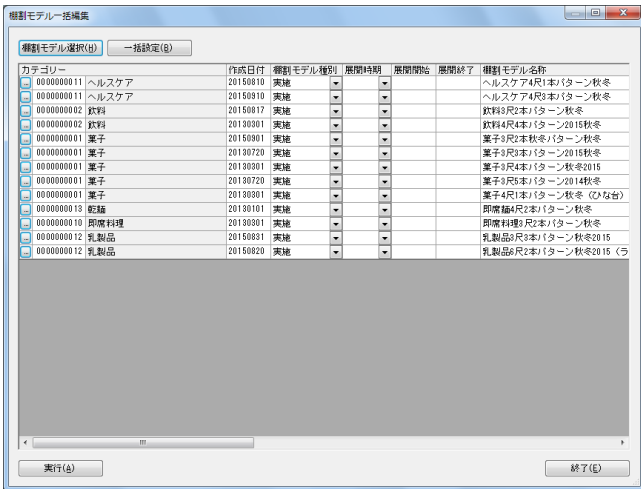 棚割モデル一括編集
棚割モデル選択(H) 一括設定(B)
カテゴリー 作成日付 棚割モデル種別 展開時期 展開開始 展開終了 棚割モデル名称
0000000011 ヘルスケア 20150810 実施 ヘルスケア4尺1本パターン秋冬
0000000011 ヘルスケア 20150910 実施 ヘルスケア4尺3本パターン秋冬
0000000002 飲料 20150817 実施 飲料3尺2本パターン秋冬
0000000002 飲料 20130301 実施 飲料4尺4本パターン2015秋冬
0000000001 菓子 20150901 実施 菓子3尺2本秋冬パターン秋冬
0000000001 菓子 20130720 実施 菓子3尺3本パターン2015秋冬
0000000001 菓子 20130301 実施 菓子3尺4本パターン秋冬2015
0000000001 菓子 20130720 実施 菓子3尺5本パターン2014秋冬
0000000001 菓子 20130301 実施 菓子4尺1本パターン秋冬（ひな台）
0000000013 乾麺 20130101 実施 即席麺4尺2本パターン秋冬
0000000010 即席料理 20130301 実施 即席料理3尺2本パターン秋冬
0000000012 乳製品 20150831 実施 乳製品3尺3本パターン秋冬2015
0000000012 乳製品 20150820 実施 乳製品6尺2本パターン秋冬2015（ラ
実行(A) 終了(E)